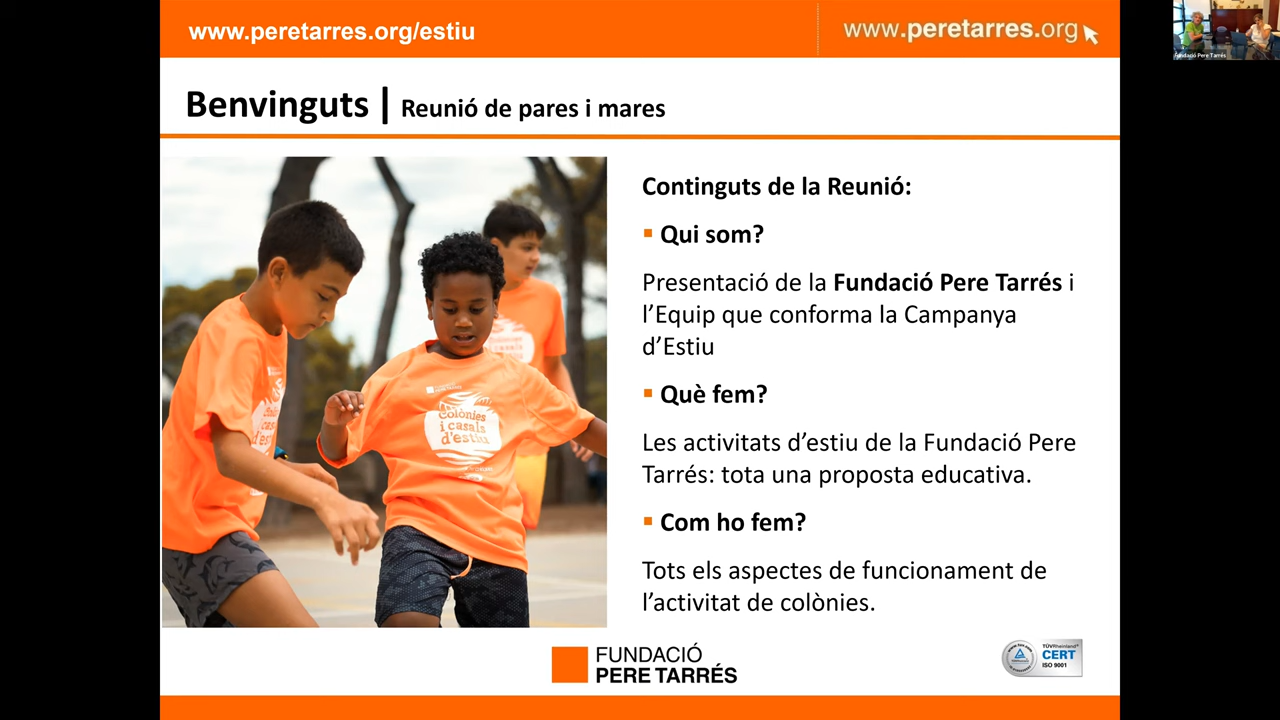 www.peretarres.org/estiu
www.peretarres.org
Fundació Pere Tarrés
Benvinguts | Reunió de pares i mares
Continguts de la Reunió:
Qui som?
Presentació de la Fundació Pere Tarrés i
l’Equip que conforma la Campanya
d’Estiu
Què fem?
Les activitats d’estiu de la Fundació Pere
Tarrés: tota una proposta educativa.
Com ho fem?
Tots els aspectes de funcionament de
l’activitat de colònies.
Colònies
i casals
d'estiu
FUNDACIÓ
PERE TARRÉS
TÜVRheinland
CERT
ISO 9001